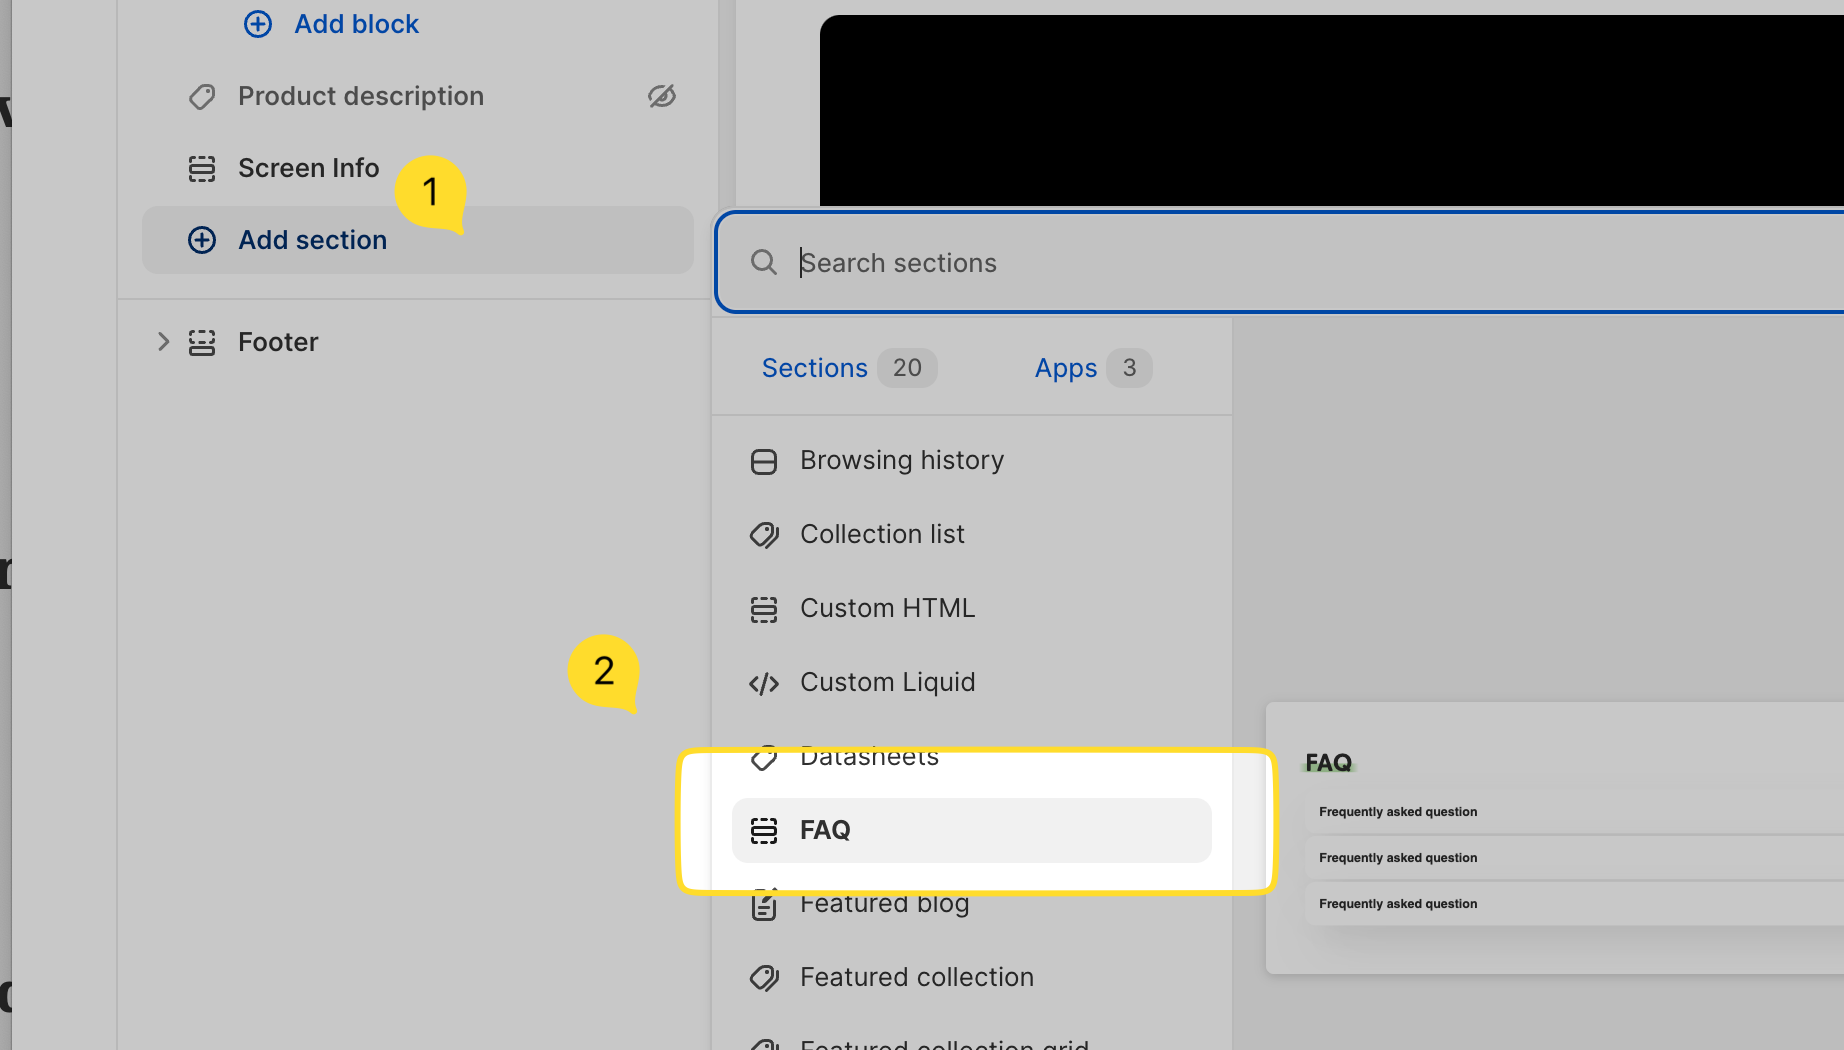 Add block
Product description
Screen Info
1
Add section
Search sections
Footer
Sections 20 Apps 3
Browsing history
Collection list
Custom HTML
2
Custom Liquid
Datasheets
FAQ
Featured blog
Featured collection
Featured collection grid
FAQ
Frequently asked question
Frequently asked question
Frequently asked question